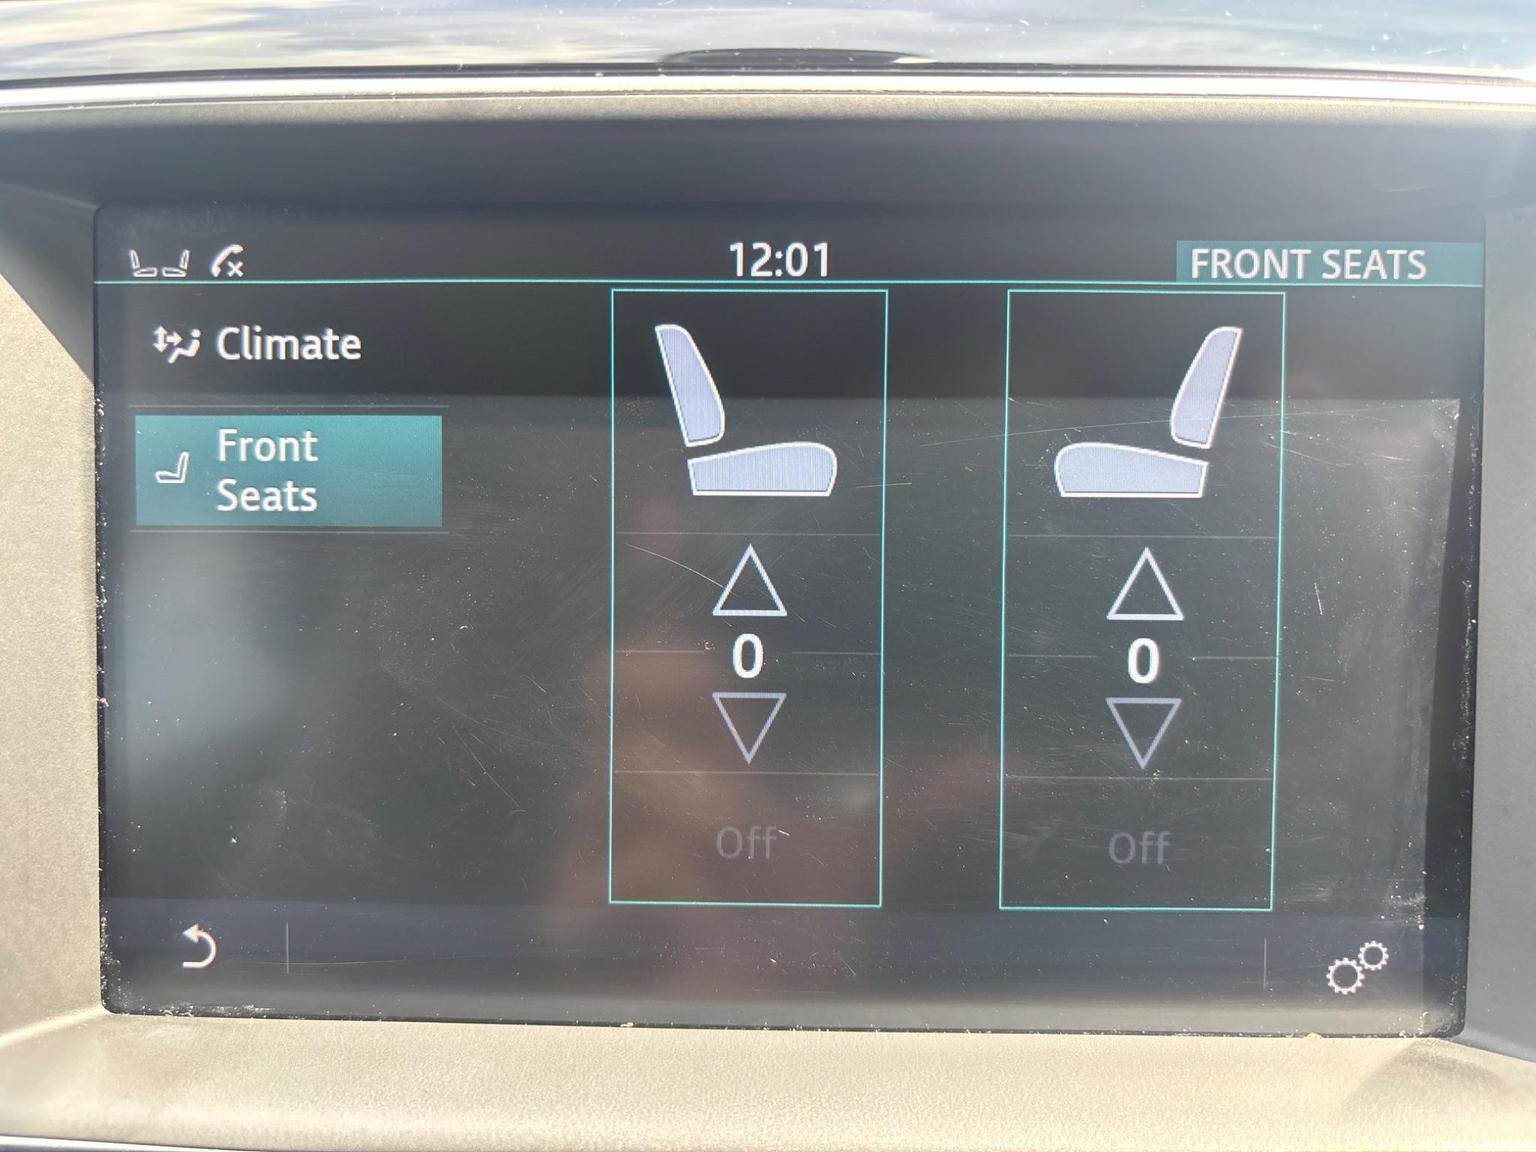 12:01
FRONT SEATS
Climate
Front
Seats
0
0
Off
Off